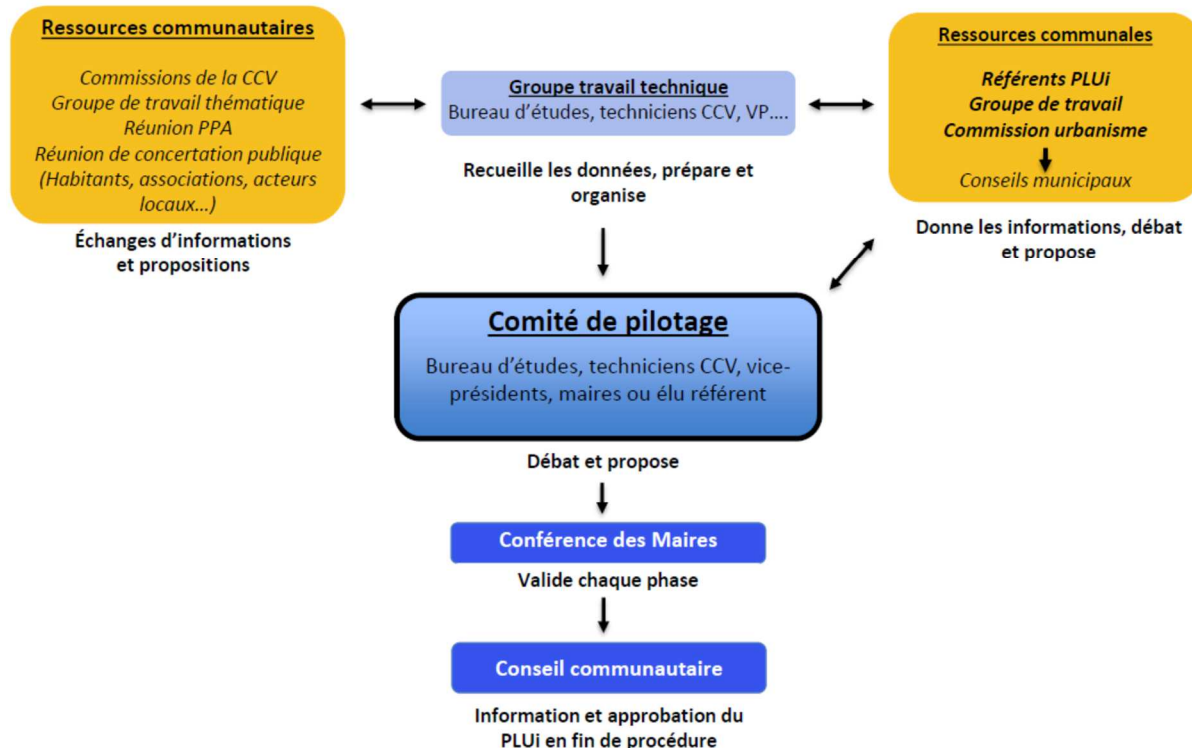 Ressources communautaires
Commissions de la CCV
Groupe de travail thématique
Réunion PPA
Réunion de concertation publique
(Habitants, associations, acteurs
locaux…)
Échanges d’informations
et propositions
Groupe travail technique
Bureau d’études, techniciens CCV, VP….
Recueille les données, prépare et
organise
Ressources communales
Référents PLUi
Groupe de travail
Commission urbanisme
Conseils municipaux
Donne les informations, débat
et propose
Comité de pilotage
Bureau d’études, techniciens CCV, vice-
présidents, maires ou élu référent
Débat et propose
Conférence des Maires
Valide chaque phase
Conseil communautaire
Information et approbation du
PLUi en fin de procédure